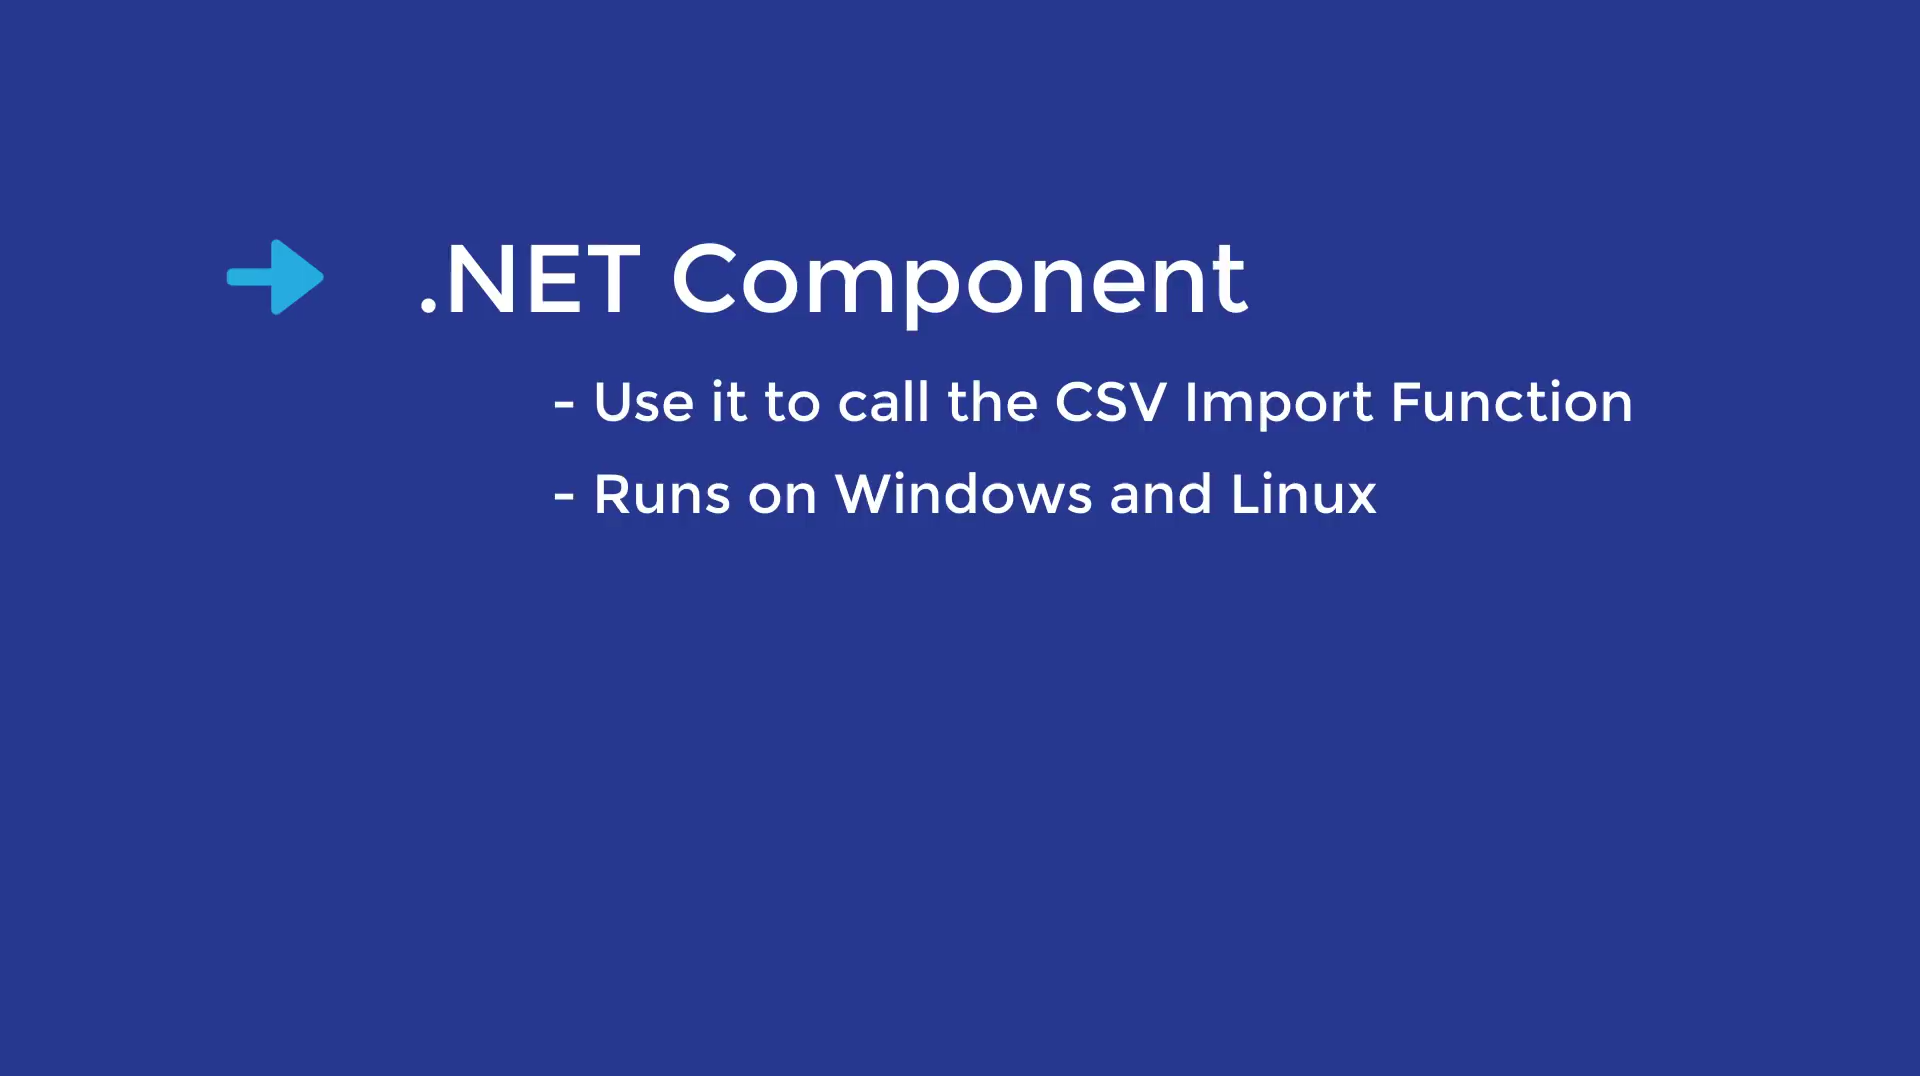 .NET Component
- Use it to call the CSV Import Function
- Runs on Windows and Linux